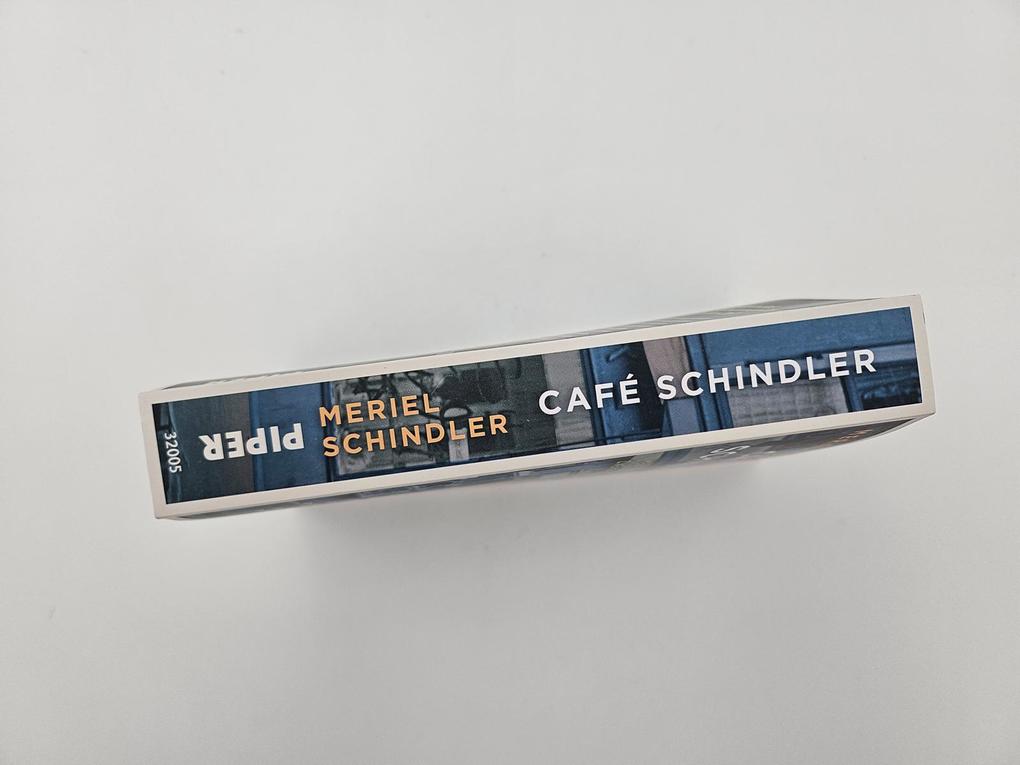 MERIEL
SCHINDLER
CAFÉ SCHINDLER
PIPER
32005